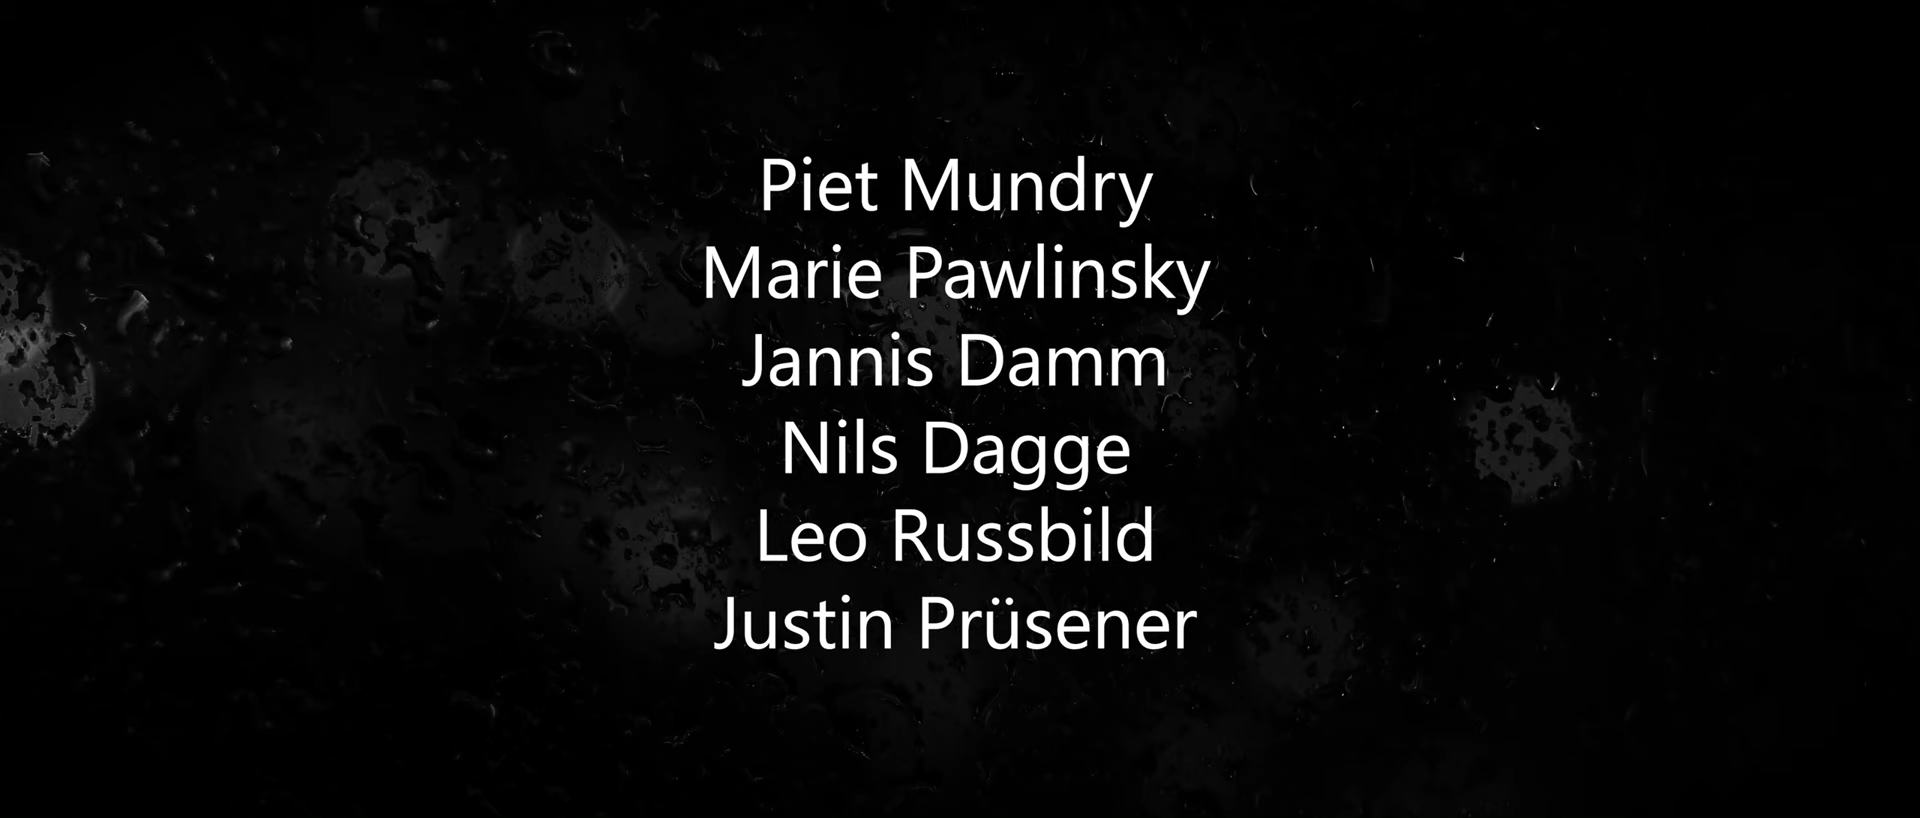 Piet Mundry
Marie Pawlinsky
Jannis Damm
Nils Dagge
Leo Russbild
Justin Prüsener